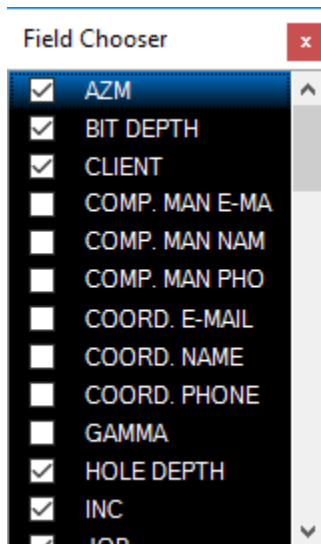 Field Chooser
x
AZM
BIT DEPTH
CLIENT
COMP. MAN E-MA
COMP. MAN NAM
COMP. MAN PHO
COORD. E-MAIL
COORD. NAME
COORD. PHONE
GAMMA
HOLE DEPTH
INC
JOB